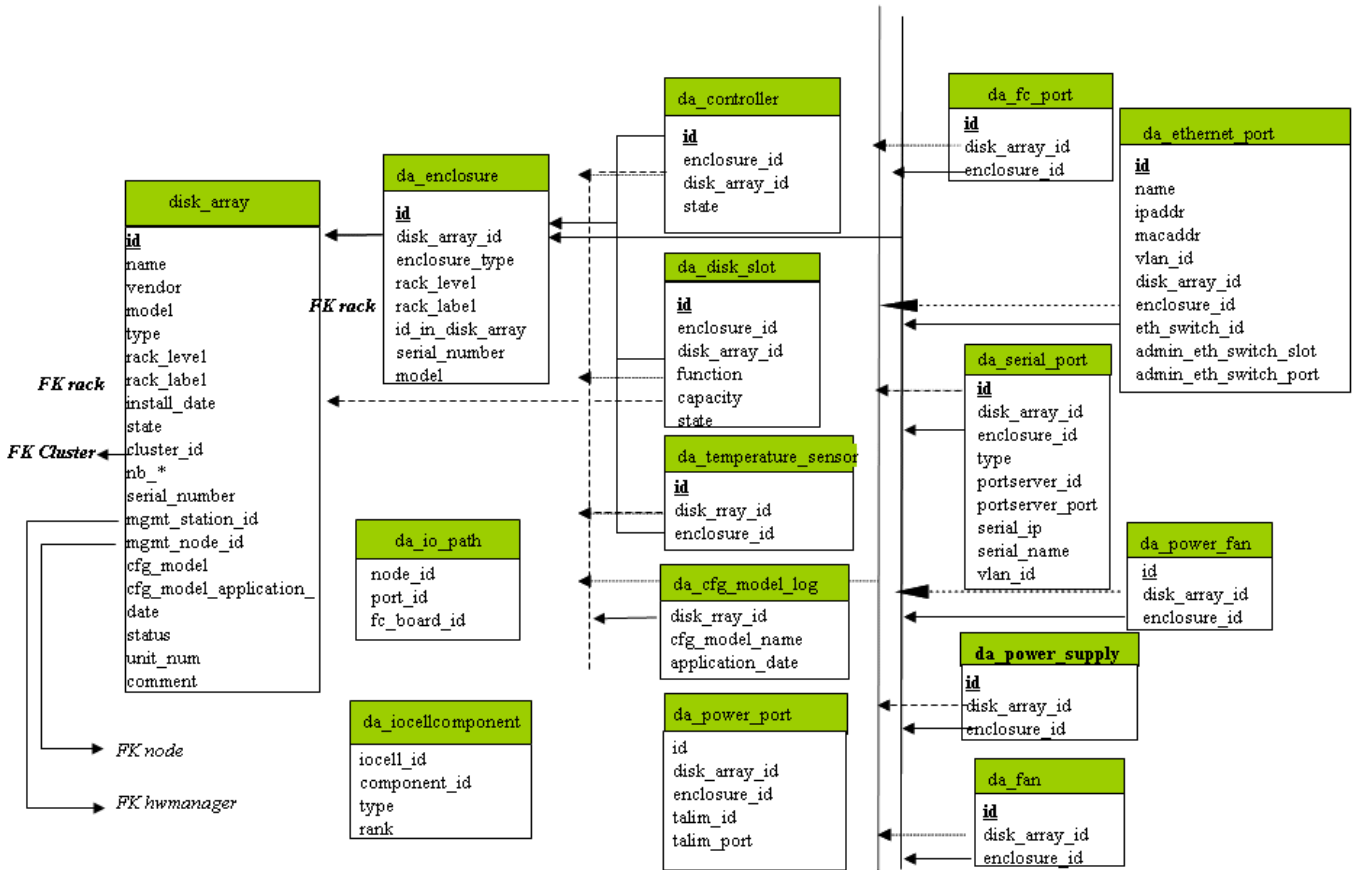 disk_array
id
name
vendor
model
type
rack_level
rack_label
install_date
state
cluster_id
nb_*
serial_number
mgmt_station_id
mgmt_node_id
cfg_model
cfg_model_application_
date
status
unit_num
comment
FK rack
FK Cluster
FK node
FK hwmanager
da_enclosure
id
disk_array_id
enclosure_type
rack_level
rack_label
id_in_disk_array
serial_number
model
FK rack
da_io_path
node_id
port_id
fc_board_id
da_iocellcomponent
iocell_id
component_id
type
rank
da_controller
id
enclosure_id
disk_array_id
state
da_disk_slot
id
enclosure_id
disk_array_id
function
capacity
state
da_temperature_sensor
id
disk_rray_id
enclosure_id
da_cfg_model_log
disk_rray_id
cfg_model_name
application_date
da_power_port
id
disk_array_id
enclosure_id
talim_id
talim_port
da_fc_port
id
disk_array_id
enclosure_id
da_ethernet_port
id
name
ipaddr
macaddr
vlan_id
disk_array_id
enclosure_id
eth_switch_id
admin_eth_switch_slot
admin_eth_switch_port
da_serial_port
id
disk_array_id
enclosure_id
type
portserver_id
portserver_port
serial_ip
serial_name
vlan_id
da_power_fan
id
disk_array_id
enclosure_id
da_power_supply
id
disk_array_id
enclosure_id
da_fan
id
disk_array_id
enclosure_id